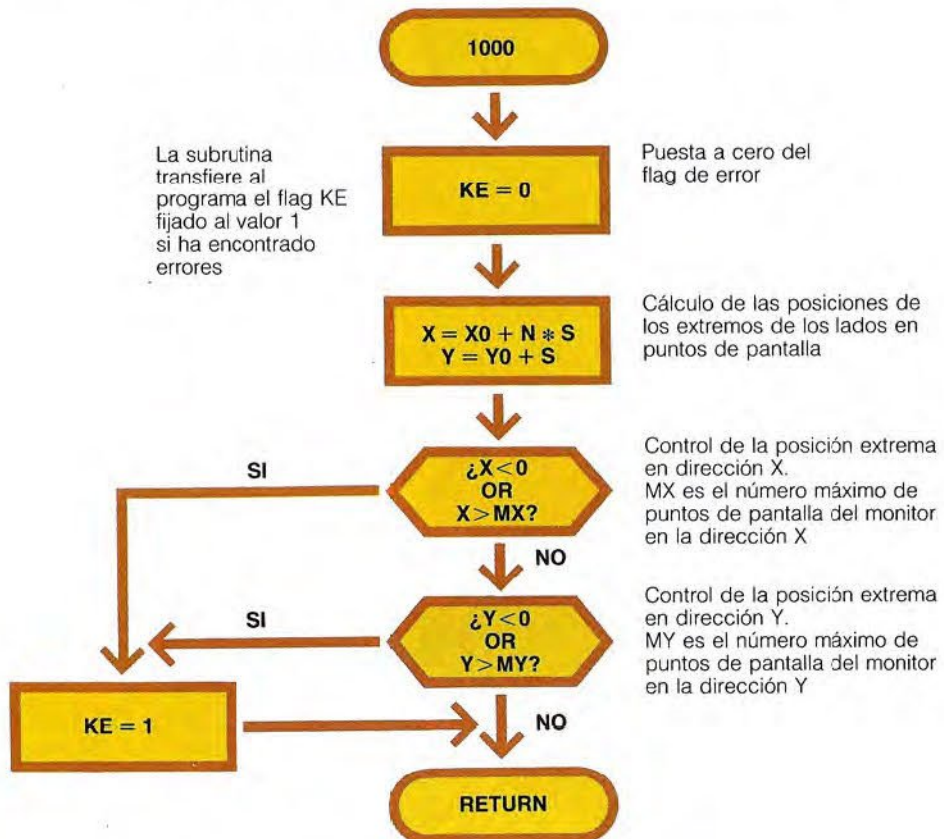 1000
La subrutina
transfiere al
programa el flag KE
fijado al valor 1
si ha encontrado
errores
KE = 0
Puesta a cero del
flag de error
X = X0 + N * S
Y = Y0 + S
Cálculo de las posiciones de
los extremos de los lados en
puntos de pantalla
SI
¿X<0
OR
X>MX?
Control de la posición extrema
en dirección X.
MX es el número máximo de
puntos de pantalla del monitor
en la dirección X
NO
SI
¿Y<0
OR
Y>MY?
Control de la posición extrema
en dirección Y.
MY es el número máximo de
puntos de pantalla del monitor
en la dirección Y
KE = 1
NO
RETURN